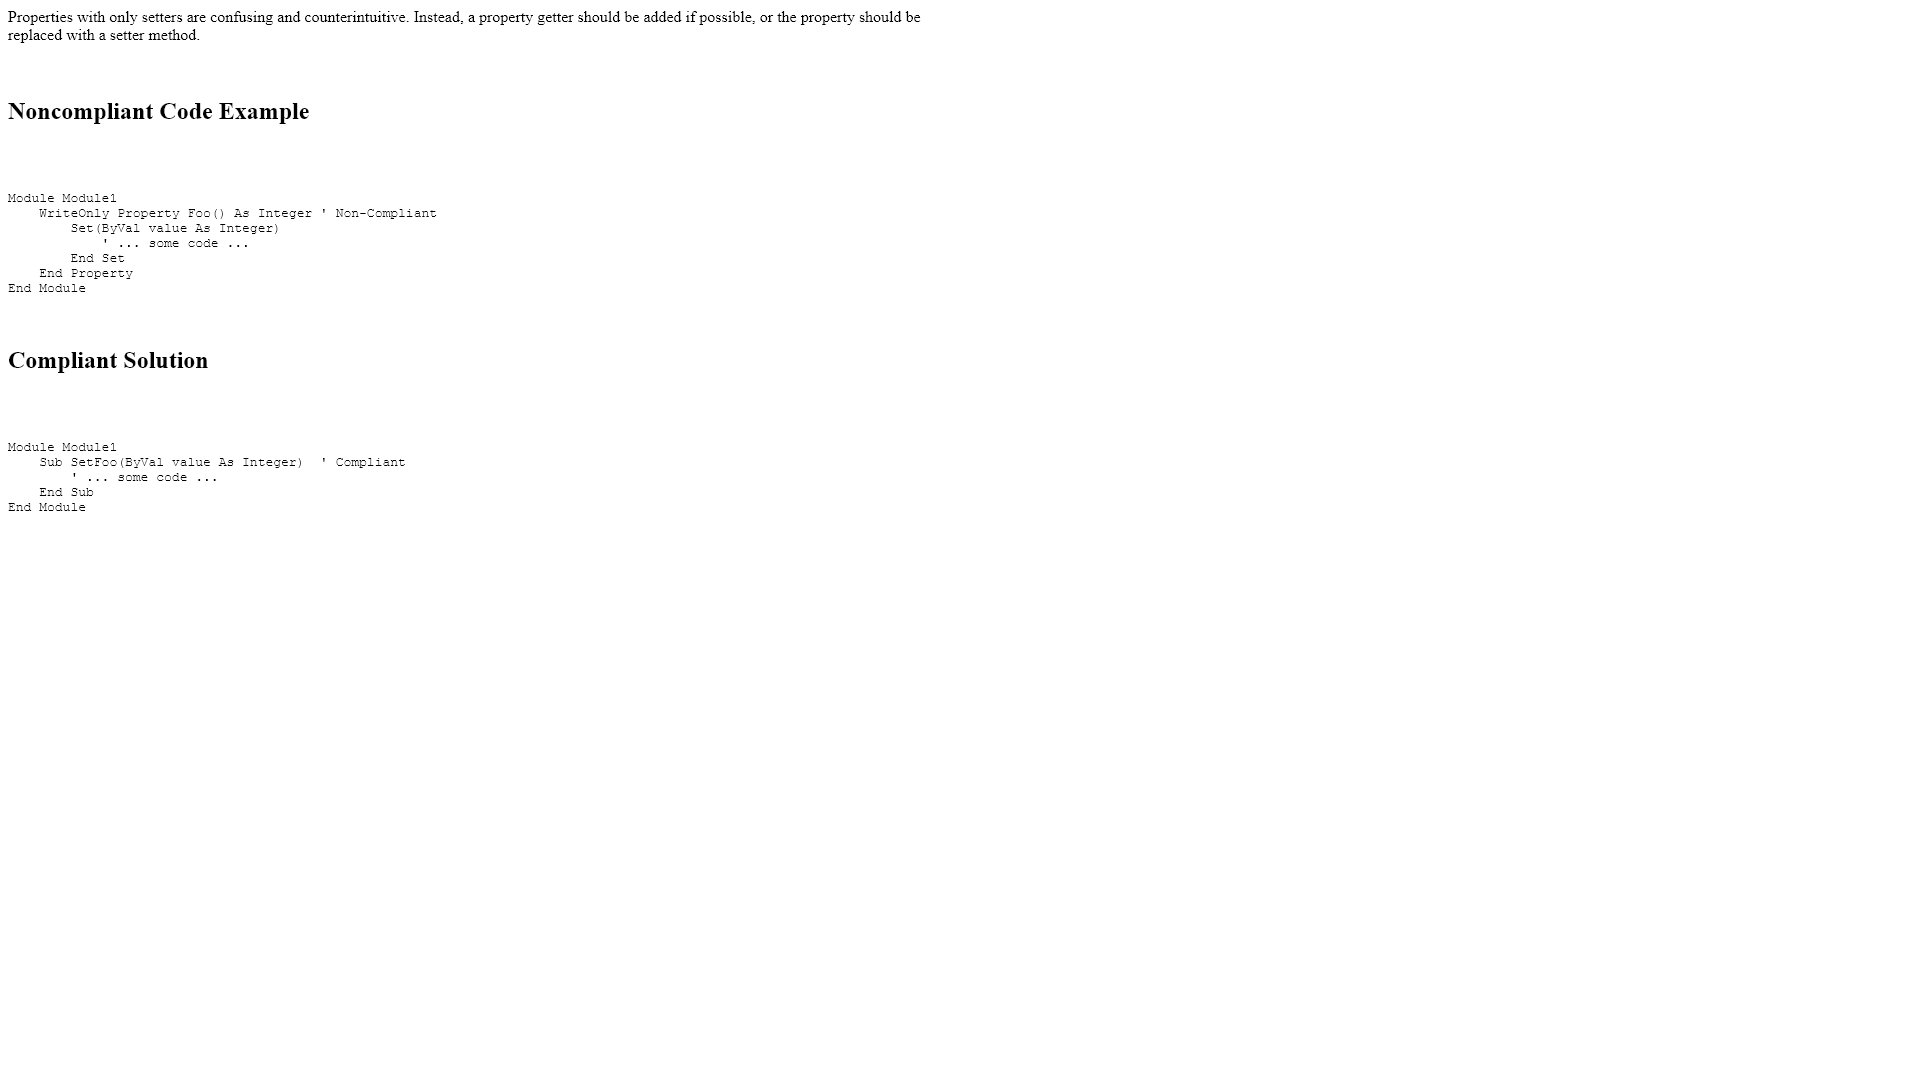 Properties with only setters are confusing and counterintuitive. Instead, a property getter should be added if possible, or the property should be
replaced with a setter method.
Noncompliant Code Example
Module Module1
    WriteOnly Property Foo() As Integer ' Non-Compliant
        Set(ByVal value As Integer)
            ' ... some code ...
        End Set
    End Property
End Module
Compliant Solution
Module Module1
    Sub SetFoo(ByVal value As Integer)  ' Compliant
        ' ... some code ...
    End Sub
End Module